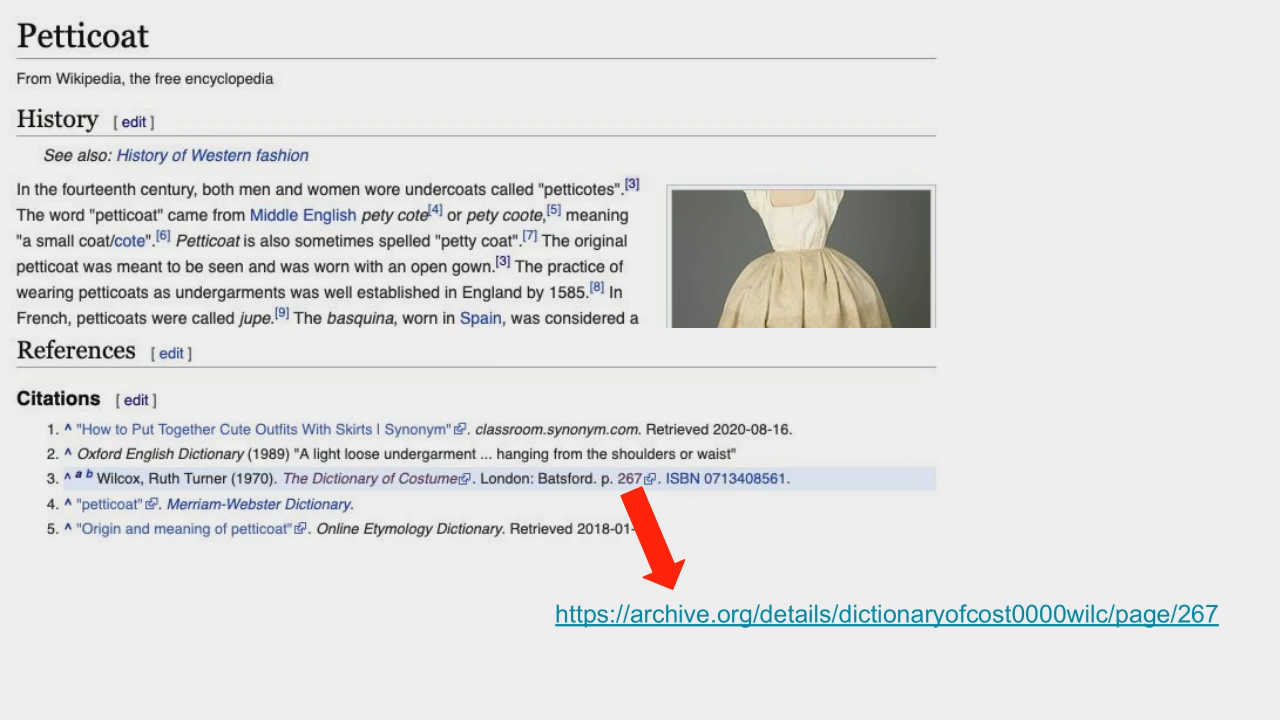 Petticoat
From Wikipedia, the free encyclopedia
History [ edit ]
See also: History of Western fashion
In the fourteenth century, both men and women wore undercoats called "petticotes".[3]
The word "petticoat" came from Middle English pety cote[4] or pety coote,[5] meaning
"a small coat/cote".[6] Petticoat is also sometimes spelled "petty coat".[7] The original
petticoat was meant to be seen and was worn with an open gown.[3] The practice of
wearing petticoats as undergarments was well established in England by 1585.[8] In
French, petticoats were called jupe.[9] The basquina, worn in Spain, was considered a
References [ edit ]
Citations [ edit ]
1. ^ "How to Put Together Cute Outfits With Skirts | Synonym". classroom.synonym.com. Retrieved 2020-08-16.
2. ^ Oxford English Dictionary (1989) "A light loose undergarment ... hanging from the shoulders or waist"
3. ^ a b Wilcox, Ruth Turner (1970). The Dictionary of Costume. London: Batsford. p. 267. ISBN 0713408561.
4. ^ "petticoat". Merriam-Webster Dictionary.
5. ^ "Origin and meaning of petticoat". Online Etymology Dictionary. Retrieved 2018-01-
https://archive.org/details/dictionaryofcost0000wilc/page/267